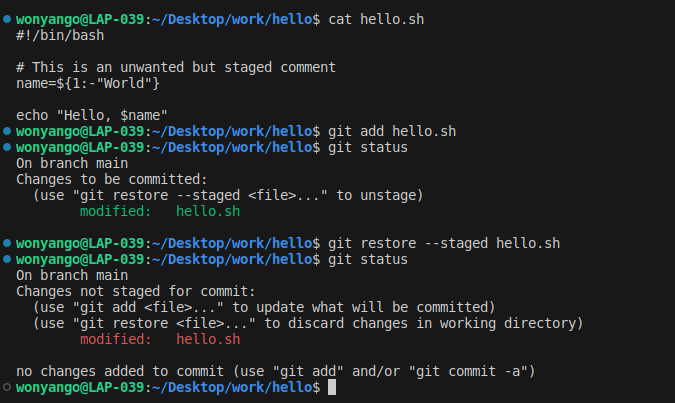 wonyango@LAP-039:~/Desktop/work/hello$ cat hello.sh
#!/bin/bash

# This is an unwanted but staged comment
name=${1:-"World"}

echo "Hello, $name"
wonyango@LAP-039:~/Desktop/work/hello$ git add hello.sh
wonyango@LAP-039:~/Desktop/work/hello$ git status
On branch main
Changes to be committed:
  (use "git restore --staged <file>..." to unstage)
        modified:   hello.sh

wonyango@LAP-039:~/Desktop/work/hello$ git restore --staged hello.sh
wonyango@LAP-039:~/Desktop/work/hello$ git status
On branch main
Changes not staged for commit:
  (use "git add <file>..." to update what will be committed)
  (use "git restore <file>..." to discard changes in working directory)
        modified:   hello.sh

no changes added to commit (use "git add" and/or "git commit -a")
wonyango@LAP-039:~/Desktop/work/hello$